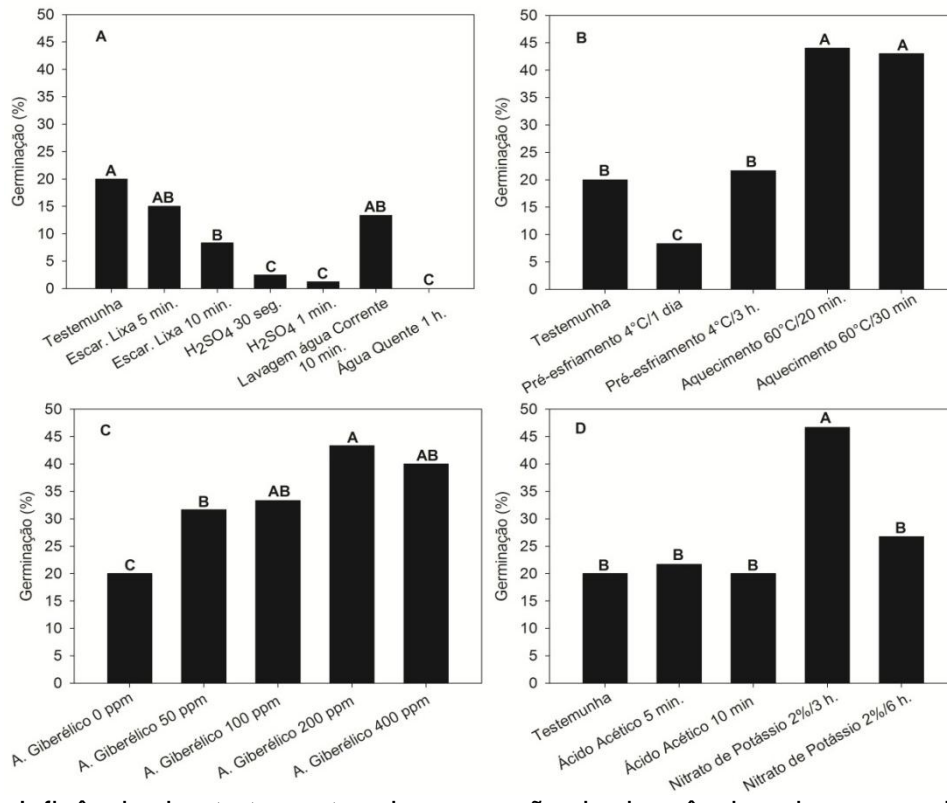 A
Germinação (%)
50
45
40
35
30
25
20
15
10
5
0
A
AB
B
C
C
AB
C
Testemunha
Escar. Lixa 5 min.
Escar. Lixa 10 min.
H2SO4 30 seg.
H2SO4 1 min.
Lavagem água Corrente
10 min.
Água Quente 1 h.
B
Germinação (%)
50
45
40
35
30
25
20
15
10
5
0
B
C
B
A
A
Testemunha
Pré-esfriamento 4°C/1 dia
Pré-esfriamento 4°C/3 h.
Aquecimento 60°C/20 min.
Aquecimento 60°C/30 min
C
Germinação (%)
50
45
40
35
30
25
20
15
10
5
0
C
B
AB
A
AB
A. Giberélico 0 ppm
A. Giberélico 50 ppm
A. Giberélico 100 ppm
A. Giberélico 200 ppm
A. Giberélico 400 ppm
D
Germinação (%)
50
45
40
35
30
25
20
15
10
5
0
B
B
B
A
B
Testemunha
Ácido Acético 5 min.
Ácido Acético 10 min
Nitrato de Potássio 2%/3 h.
Nitrato de Potássio 2%/6 h.